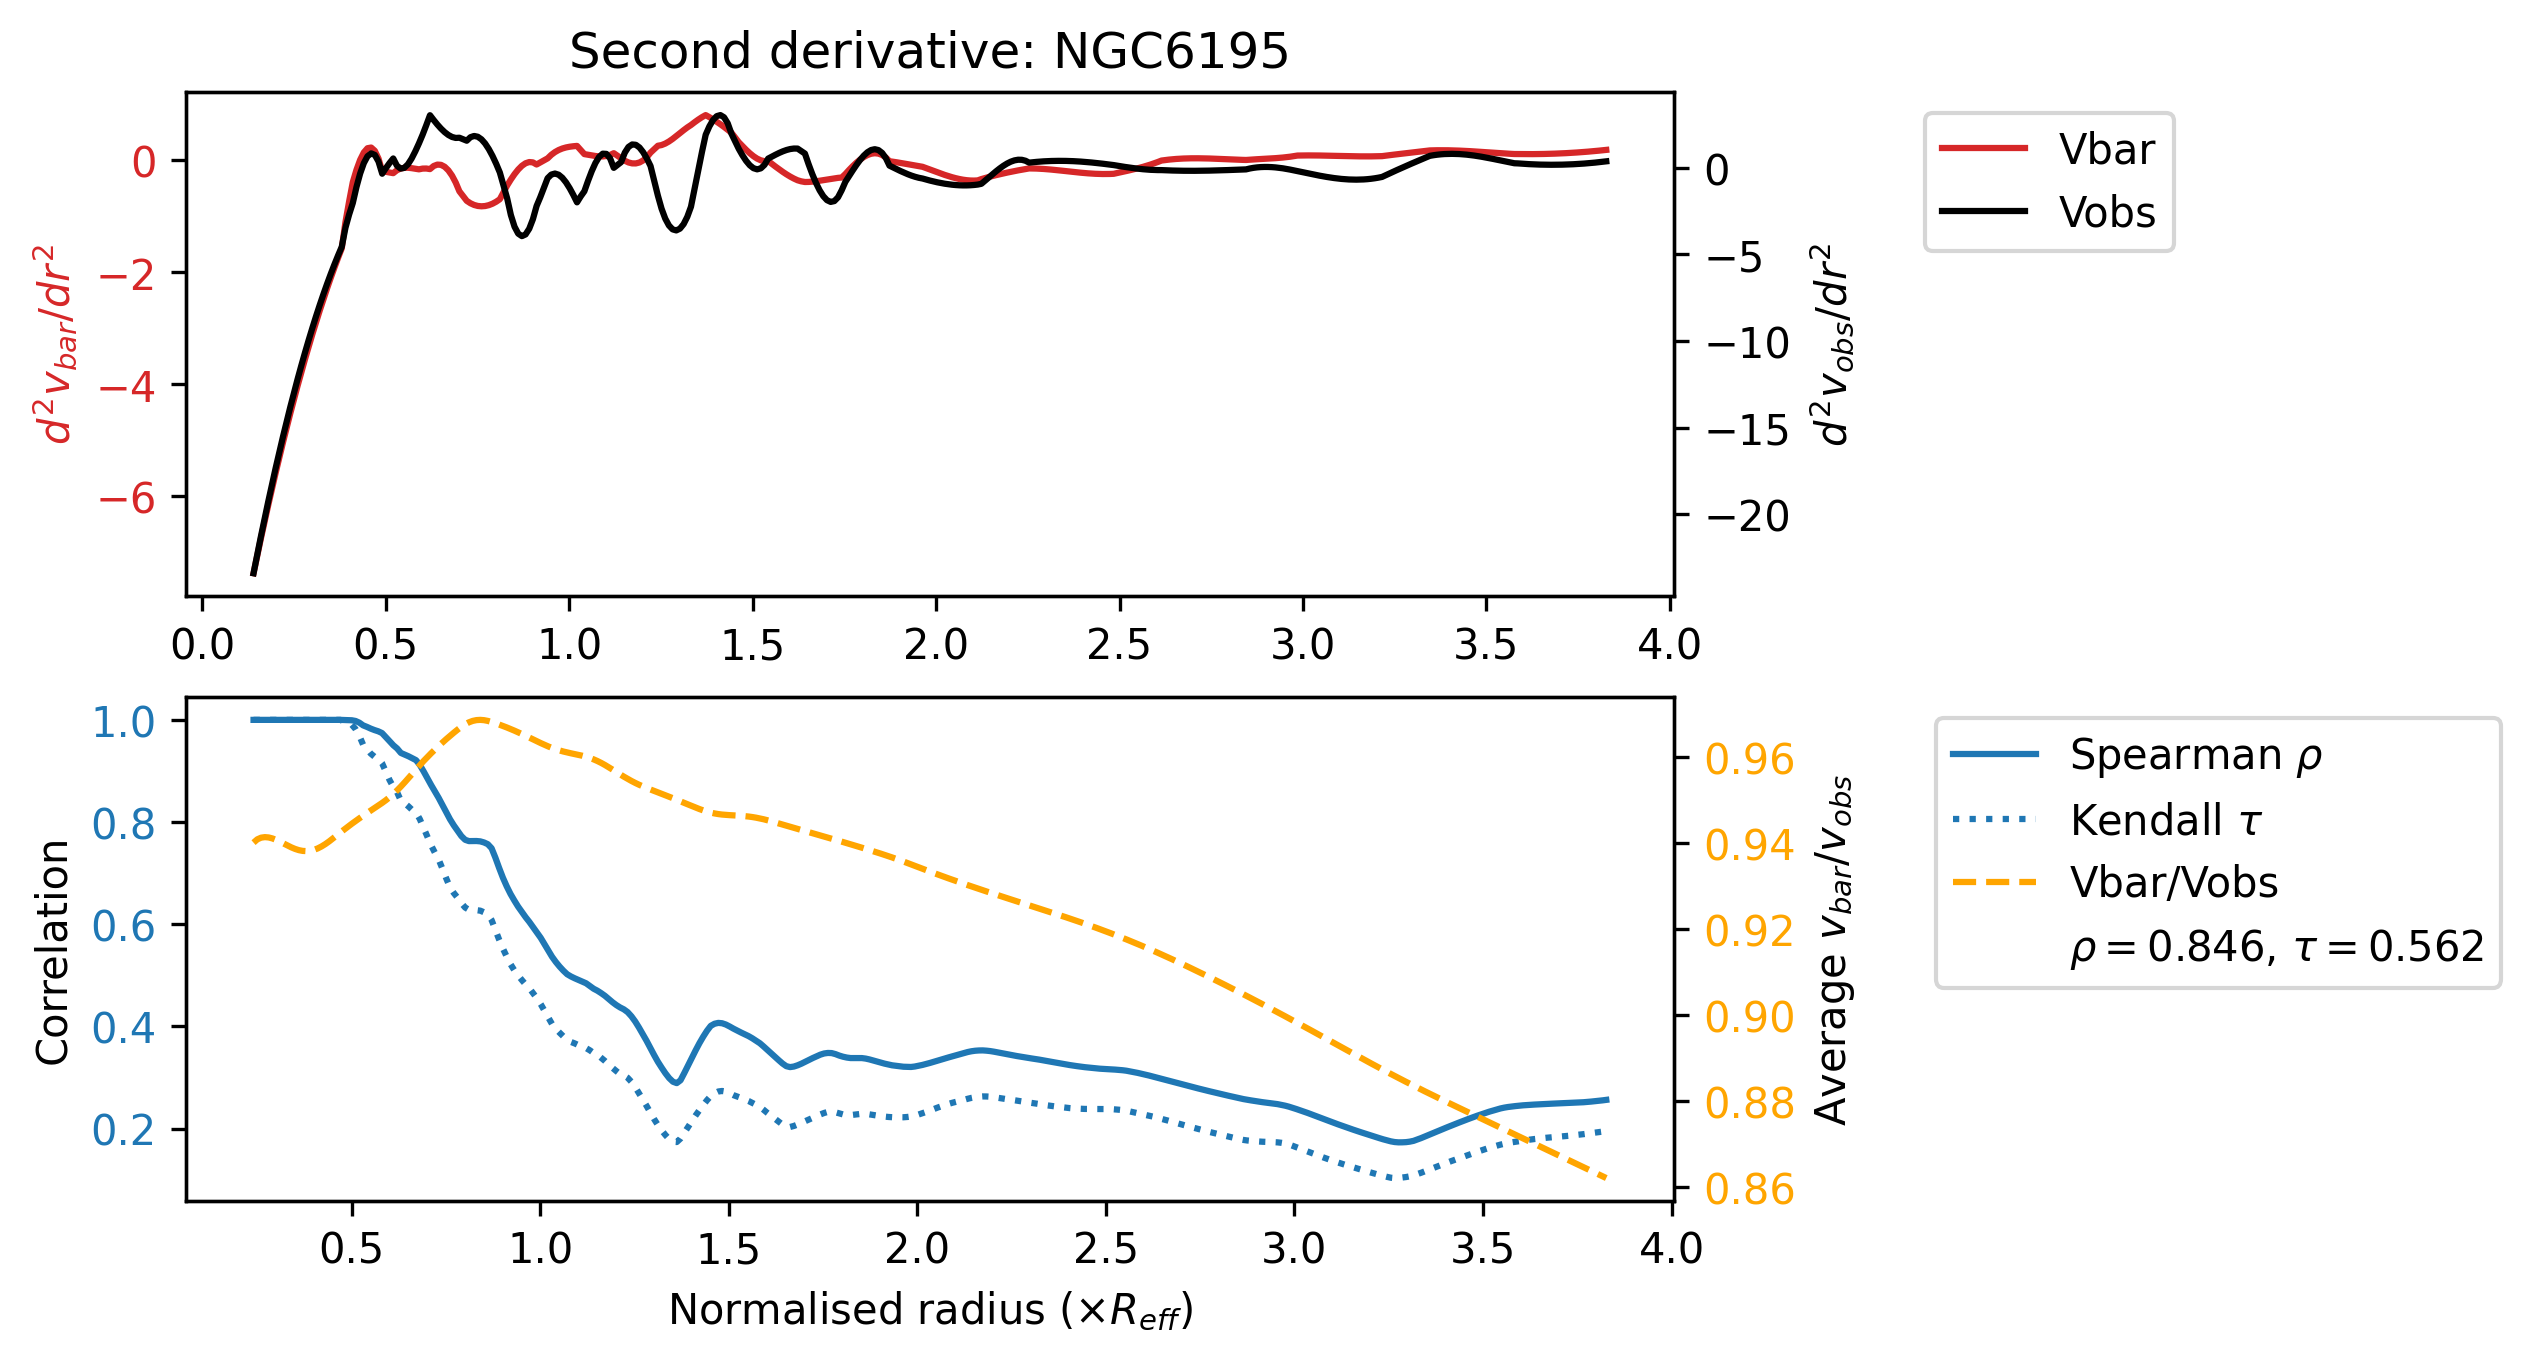 Second derivative: NGC6195
d²v_bar/dr²
0
−2
−4
−6
0
−5
−10
−15
−20
d²v_obs/dr²
0.0 0.5 1.0 1.5 2.0 2.5 3.0 3.5 4.0
Vbar
Vobs
Correlation
1.0
0.8
0.6
0.4
0.2
0.96
0.94
0.92
0.90
0.88
0.86
Average v_bar/v_obs
0.5 1.0 1.5 2.0 2.5 3.0 3.5 4.0
Normalised radius (×R_eff)
Spearman ρ
Kendall τ
Vbar/Vobs
ρ = 0.846, τ = 0.562